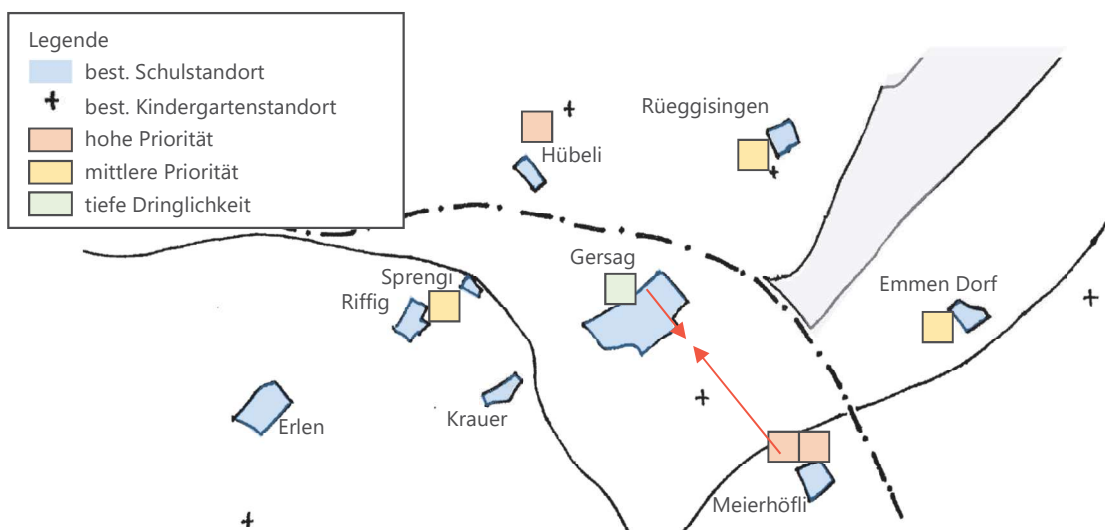 Legende
best. Schulstandort
best. Kindergartenstandort
hohe Priorität
mittlere Priorität
tiefe Dringlichkeit
Rüeggisingen
Hübeli
Gersag
Sprengi
Riffig
Emmen Dorf
Krauer
Erlen
Meierhöfli